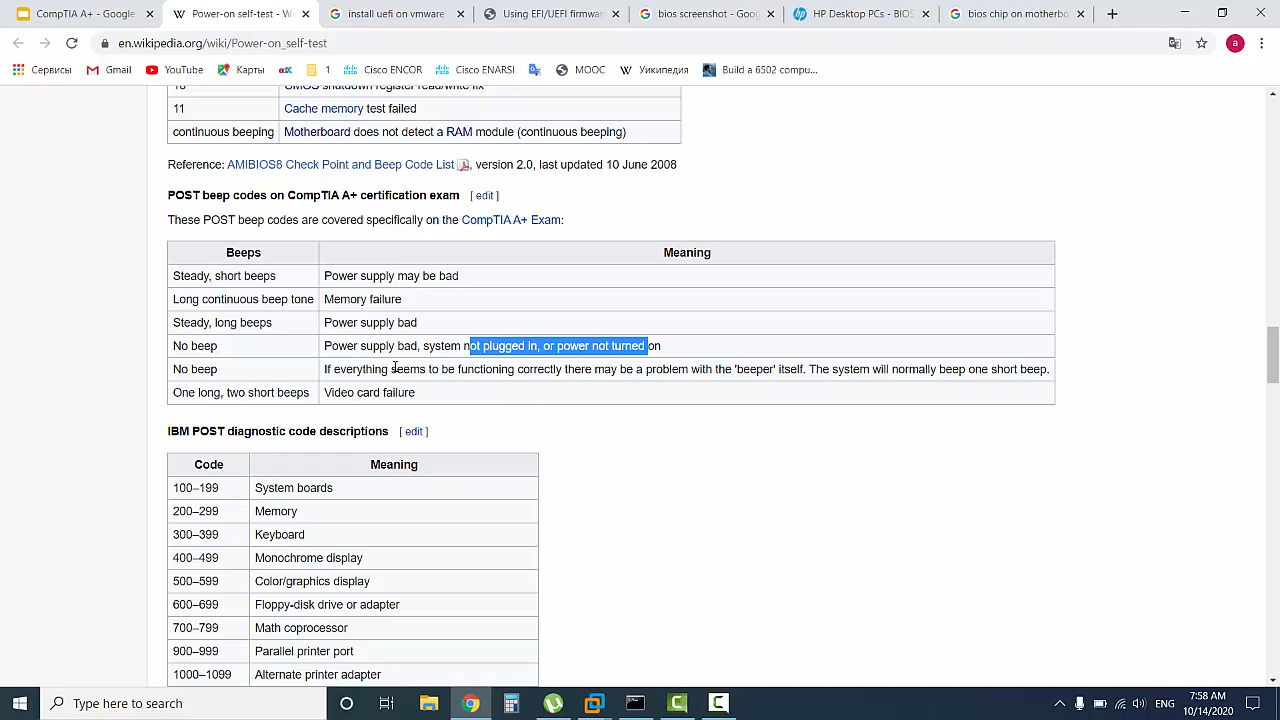 CompTIA A+ - Google
Power-on self-test - Wi
install uefi on vmware
Using EFI/UEFI firmwar
bios screenshot - Goog
HP Desktop PCs - BIOS
bios chip on motherbo
en.wikipedia.org/wiki/Power-on_self-test
a
Сервисы
Gmail
YouTube
Карты
1
Cisco ENCOR
Cisco ENARSI
MOOC
Уикипедия
Build a 6502 compu...
10 CMOS shutdown register read/write fix
11 Cache memory test failed
continuous beeping Motherboard does not detect a RAM module (continuous beeping)
Reference: AMIBIOS8 Check Point and Beep Code List, version 2.0, last updated 10 June 2008
POST beep codes on CompTIA A+ certification exam [ edit ]
These POST beep codes are covered specifically on the CompTIA A+ Exam:
Beeps Meaning
Steady, short beeps Power supply may be bad
Long continuous beep tone Memory failure
Steady, long beeps Power supply bad
No beep Power supply bad, system not plugged in, or power not turned on
No beep If everything seems to be functioning correctly there may be a problem with the 'beeper' itself. The system will normally beep one short beep.
One long, two short beeps Video card failure
IBM POST diagnostic code descriptions [ edit ]
Code Meaning
100–199 System boards
200–299 Memory
300–399 Keyboard
400–499 Monochrome display
500–599 Color/graphics display
600–699 Floppy-disk drive or adapter
700–799 Math coprocessor
900–999 Parallel printer port
1000–1099 Alternate printer adapter
Type here to search
ENG
7:58 AM
10/14/2020